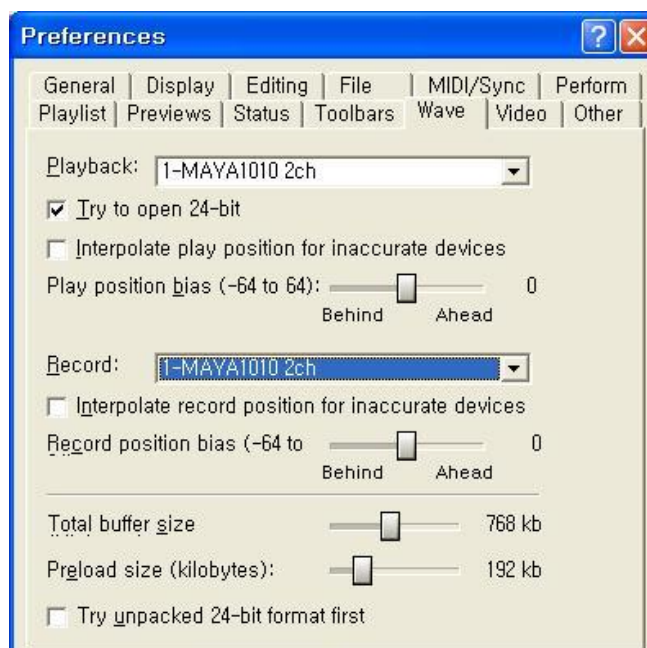 Preferences
General Display Editing File MIDI/Sync Perform
Playlist Previews Status Toolbars Wave Video Other
Playback: 1-MAYA1010 2ch
Try to open 24-bit
Interpolate play position for inaccurate devices
Play position bias (-64 to 64): 0
Behind Ahead
Record: 1-MAYA1010 2ch
Interpolate record position for inaccurate devices
Record position bias (-64 to 0
Behind Ahead
Total buffer size 768 kb
Preload size (kilobytes): 192 kb
Try unpacked 24-bit format first